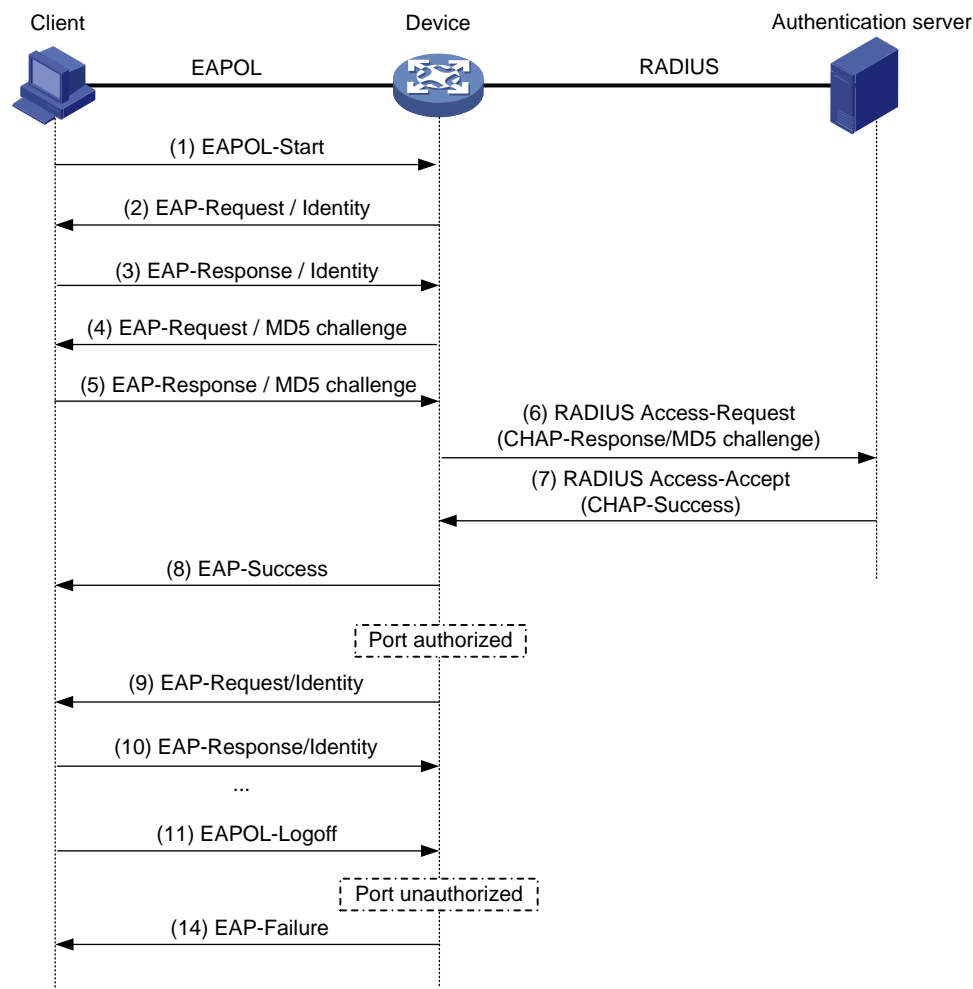 Client
Device
Authentication server
EAPOL
RADIUS
(1) EAPOL-Start
(2) EAP-Request / Identity
(3) EAP-Response / Identity
(4) EAP-Request / MD5 challenge
(5) EAP-Response / MD5 challenge
(6) RADIUS Access-Request
(CHAP-Response/MD5 challenge)
(7) RADIUS Access-Accept
(CHAP-Success)
(8) EAP-Success
Port authorized
(9) EAP-Request/Identity
(10) EAP-Response/Identity
...
(11) EAPOL-Logoff
Port unauthorized
(14) EAP-Failure